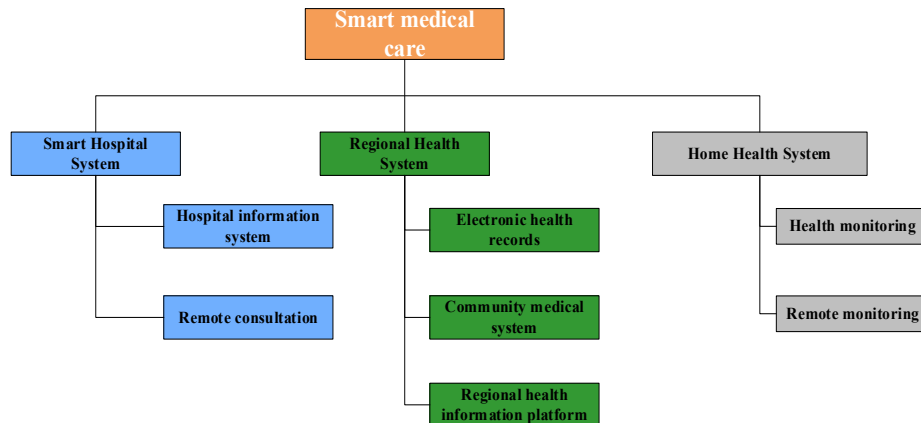 Smart medical
care
Smart Hospital
System
Regional Health
System
Home Health System
Hospital information
system
Electronic health
records
Health monitoring
Remote consultation
Community medical
system
Remote monitoring
Regional health
information platform